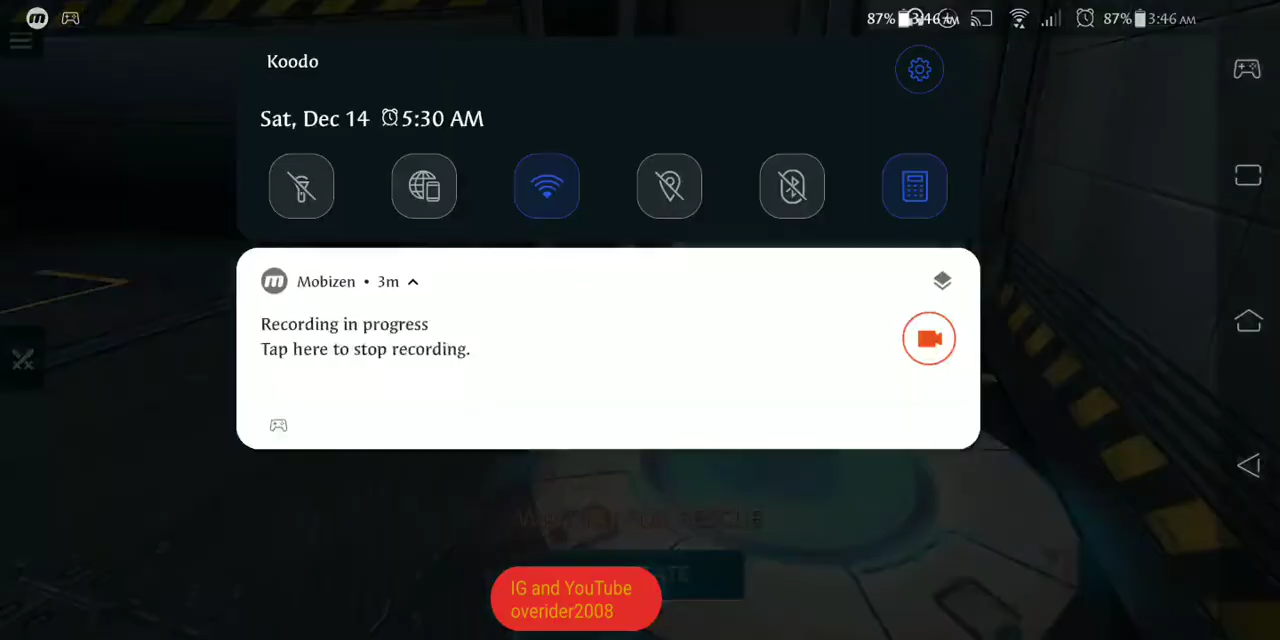 87% 3:46 AM 87% 3:46 AM
Koodo
Sat, Dec 14 5:30 AM
m Mobizen • 3m
Recording in progress
Tap here to stop recording.
IG and YouTube
overider2008